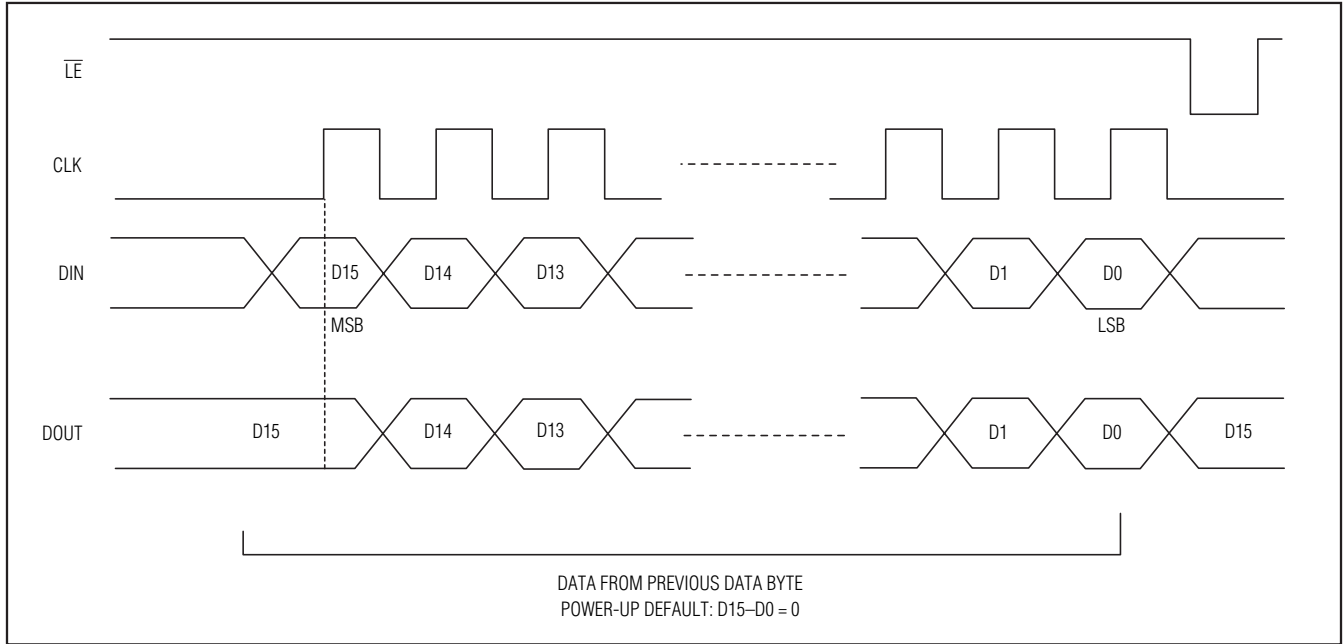 L̅E̅
CLK
DIN
D15 D14 D13 D1 D0
MSB LSB
DOUT
D15 D14 D13 D1 D0 D15
DATA FROM PREVIOUS DATA BYTE
POWER-UP DEFAULT: D15–D0 = 0